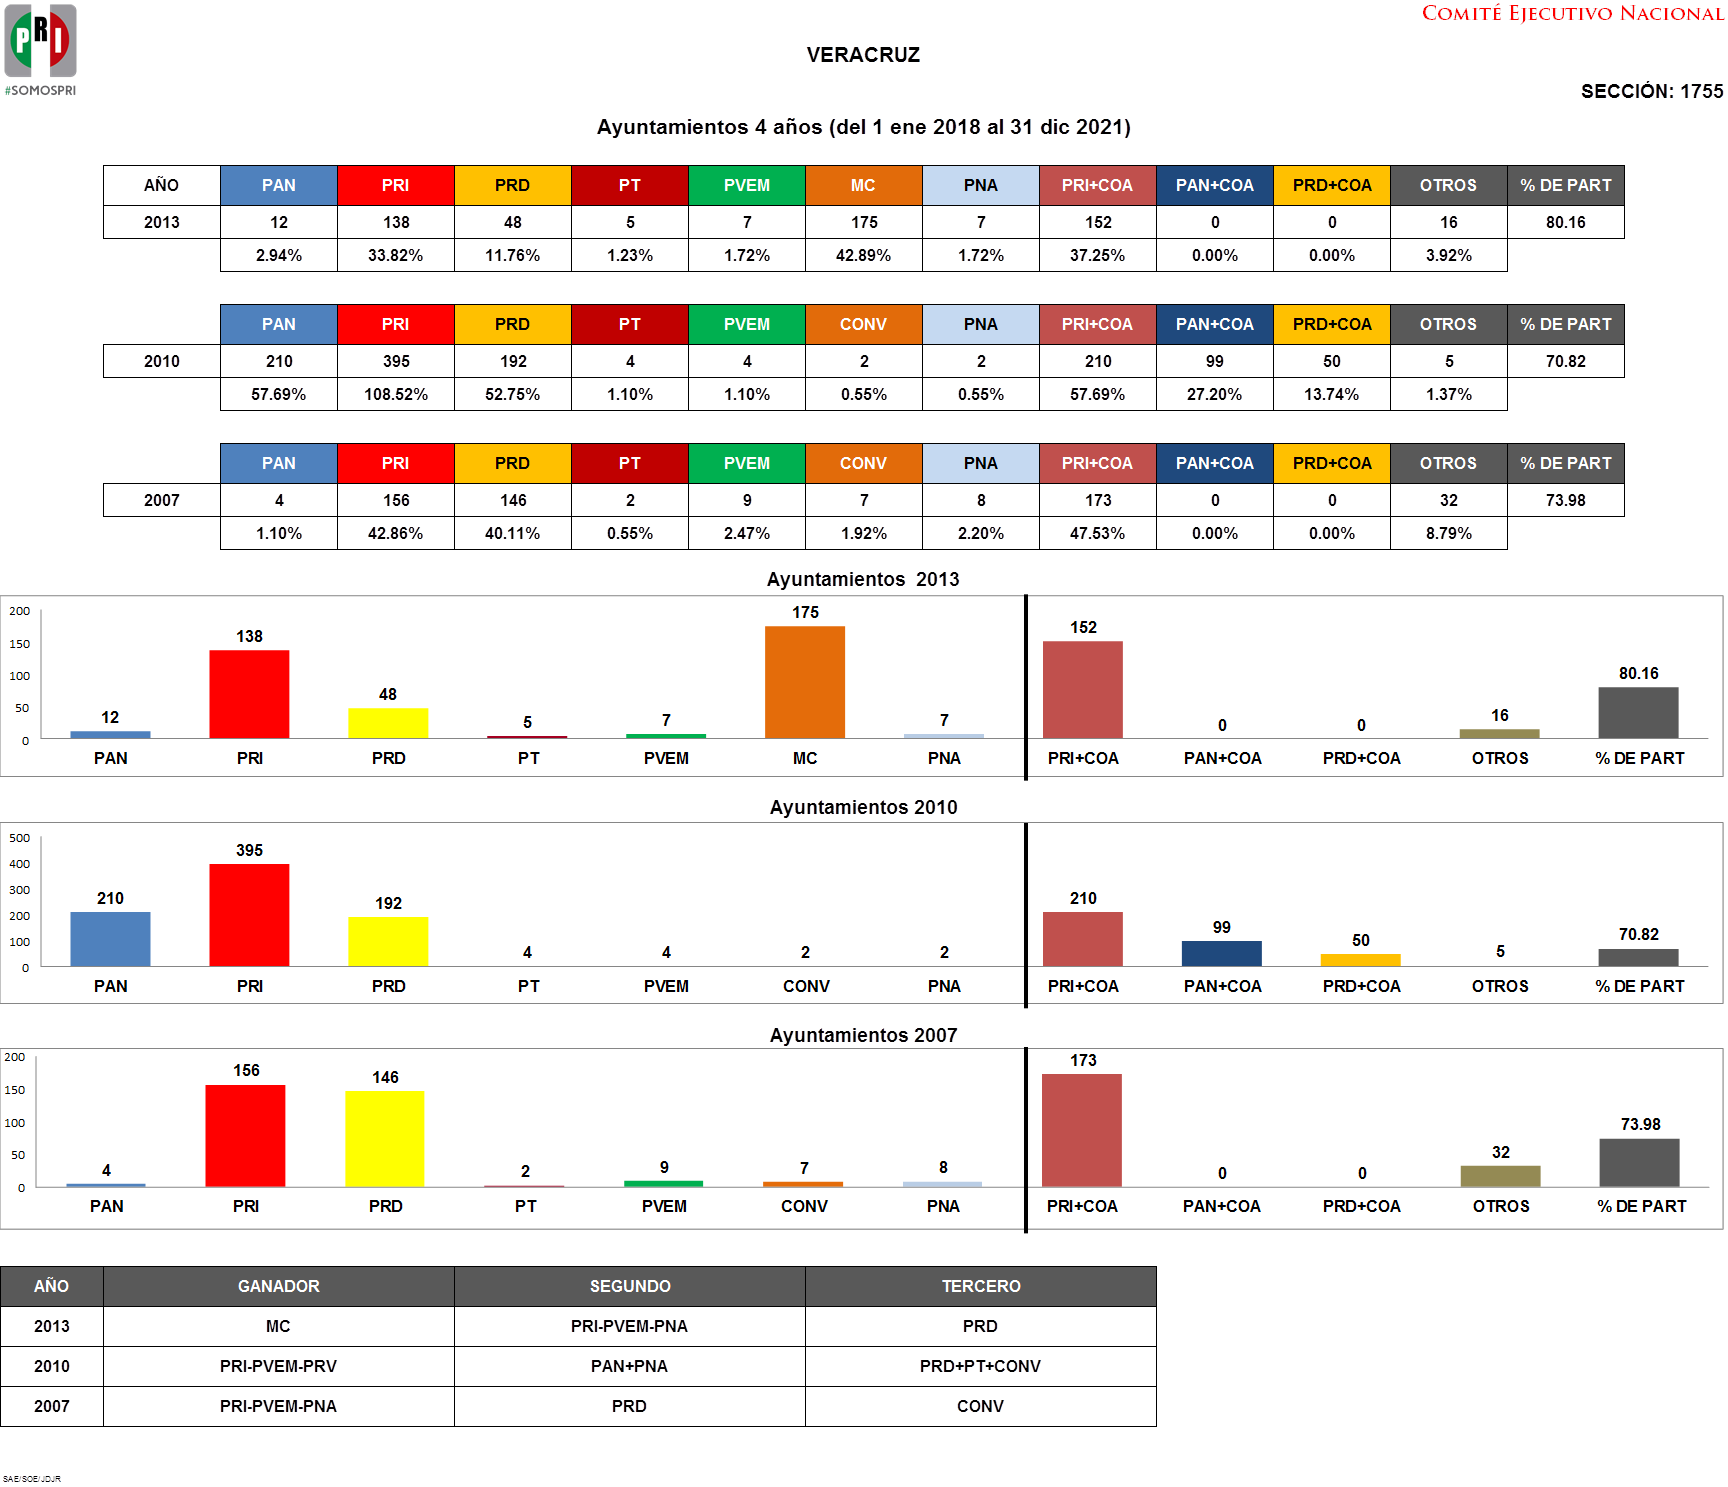 PRI
#SOMOSPRI
COMITÉ EJECUTIVO NACIONAL
VERACRUZ
SECCIÓN: 1755
Ayuntamientos 4 años (del 1 ene 2018 al 31 dic 2021)
AÑO PAN PRI PRD PT PVEM MC PNA PRI+COA PAN+COA PRD+COA OTROS % DE PART
2013 12 138 48 5 7 175 7 152 0 0 16 80.16
2.94% 33.82% 11.76% 1.23% 1.72% 42.89% 1.72% 37.25% 0.00% 0.00% 3.92%
PAN PRI PRD PT PVEM CONV PNA PRI+COA PAN+COA PRD+COA OTROS % DE PART
2010 210 395 192 4 4 2 2 210 99 50 5 70.82
57.69% 108.52% 52.75% 1.10% 1.10% 0.55% 0.55% 57.69% 27.20% 13.74% 1.37%
PAN PRI PRD PT PVEM CONV PNA PRI+COA PAN+COA PRD+COA OTROS % DE PART
2007 4 156 146 2 9 7 8 173 0 0 32 73.98
1.10% 42.86% 40.11% 0.55% 2.47% 1.92% 2.20% 47.53% 0.00% 0.00% 8.79%
Ayuntamientos 2013
200
150
100
50
0
12 138 48 5 7 175 7 152 0 0 16 80.16
PAN PRI PRD PT PVEM MC PNA PRI+COA PAN+COA PRD+COA OTROS % DE PART
Ayuntamientos 2010
500
400
300
200
100
0
210 395 192 4 4 2 2 210 99 50 5 70.82
PAN PRI PRD PT PVEM CONV PNA PRI+COA PAN+COA PRD+COA OTROS % DE PART
Ayuntamientos 2007
200
150
100
50
0
4 156 146 2 9 7 8 173 0 0 32 73.98
PAN PRI PRD PT PVEM CONV PNA PRI+COA PAN+COA PRD+COA OTROS % DE PART
AÑO GANADOR SEGUNDO TERCERO
2013 MC PRI-PVEM-PNA PRD
2010 PRI-PVEM-PRV PAN+PNA PRD+PT+CONV
2007 PRI-PVEM-PNA PRD CONV
SAE/SOE/JDJR